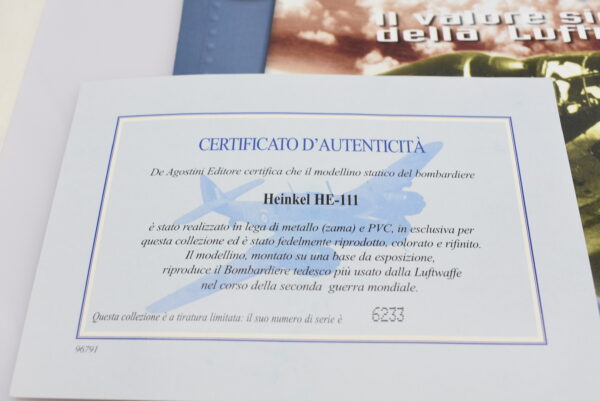 Il valore
della
CERTIFICATO D'AUTENTICITÀ
De Agostini Editore certifica che il modellino statico del bombardiere
Heinkel HE-111
è stato realizzato in lega di metallo (zama) e PVC, in esclusiva per
questa collezione ed è stato fedelmente riprodotto, colorato e rifinito.
Il modellino, montato su una base da esposizione,
riproduce il Bombardiere tedesco più usato dalla Luftwaffe
nel corso della seconda guerra mondiale.
Questa collezione è a tiratura limitata: il suo numero di serie è 6233
96791